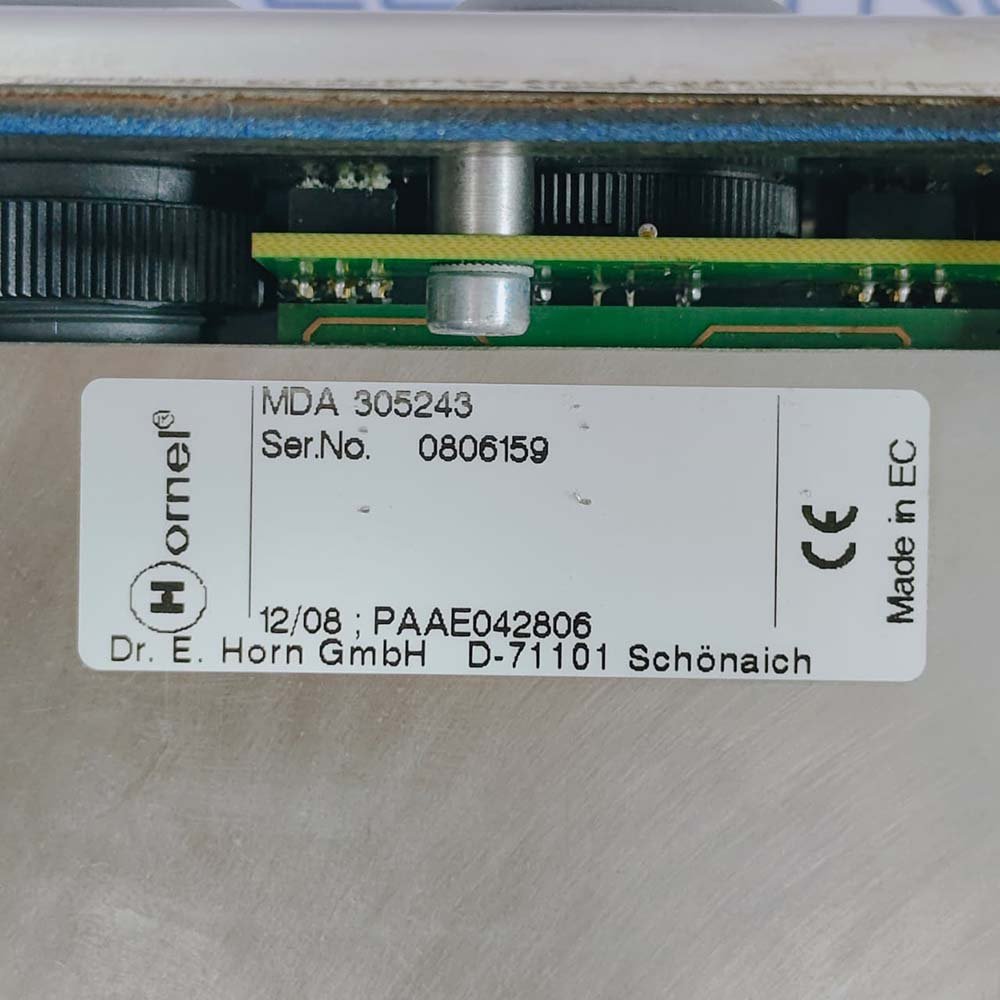 Hornel®
MDA 305243
Ser.No. 0806159
12/08 ; PAAE042806
Dr. E. Horn GmbH D-71101 Schönaich
CE
Made in EC